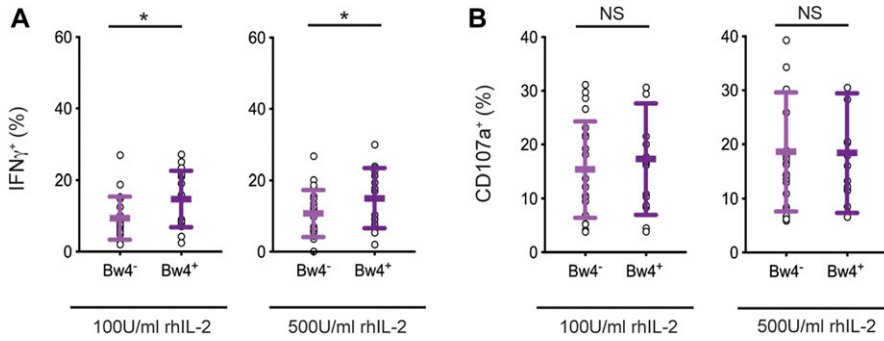 A
IFNγ⁺ (%)
60
40
20
0
*
Bw4⁻ Bw4⁺
100U/ml rhIL-2
60
40
20
0
*
Bw4⁻ Bw4⁺
500U/ml rhIL-2
B
CD107a⁺ (%)
40
30
20
10
0
NS
Bw4⁻ Bw4⁺
100U/ml rhIL-2
40
30
20
10
0
NS
Bw4⁻ Bw4⁺
500U/ml rhIL-2